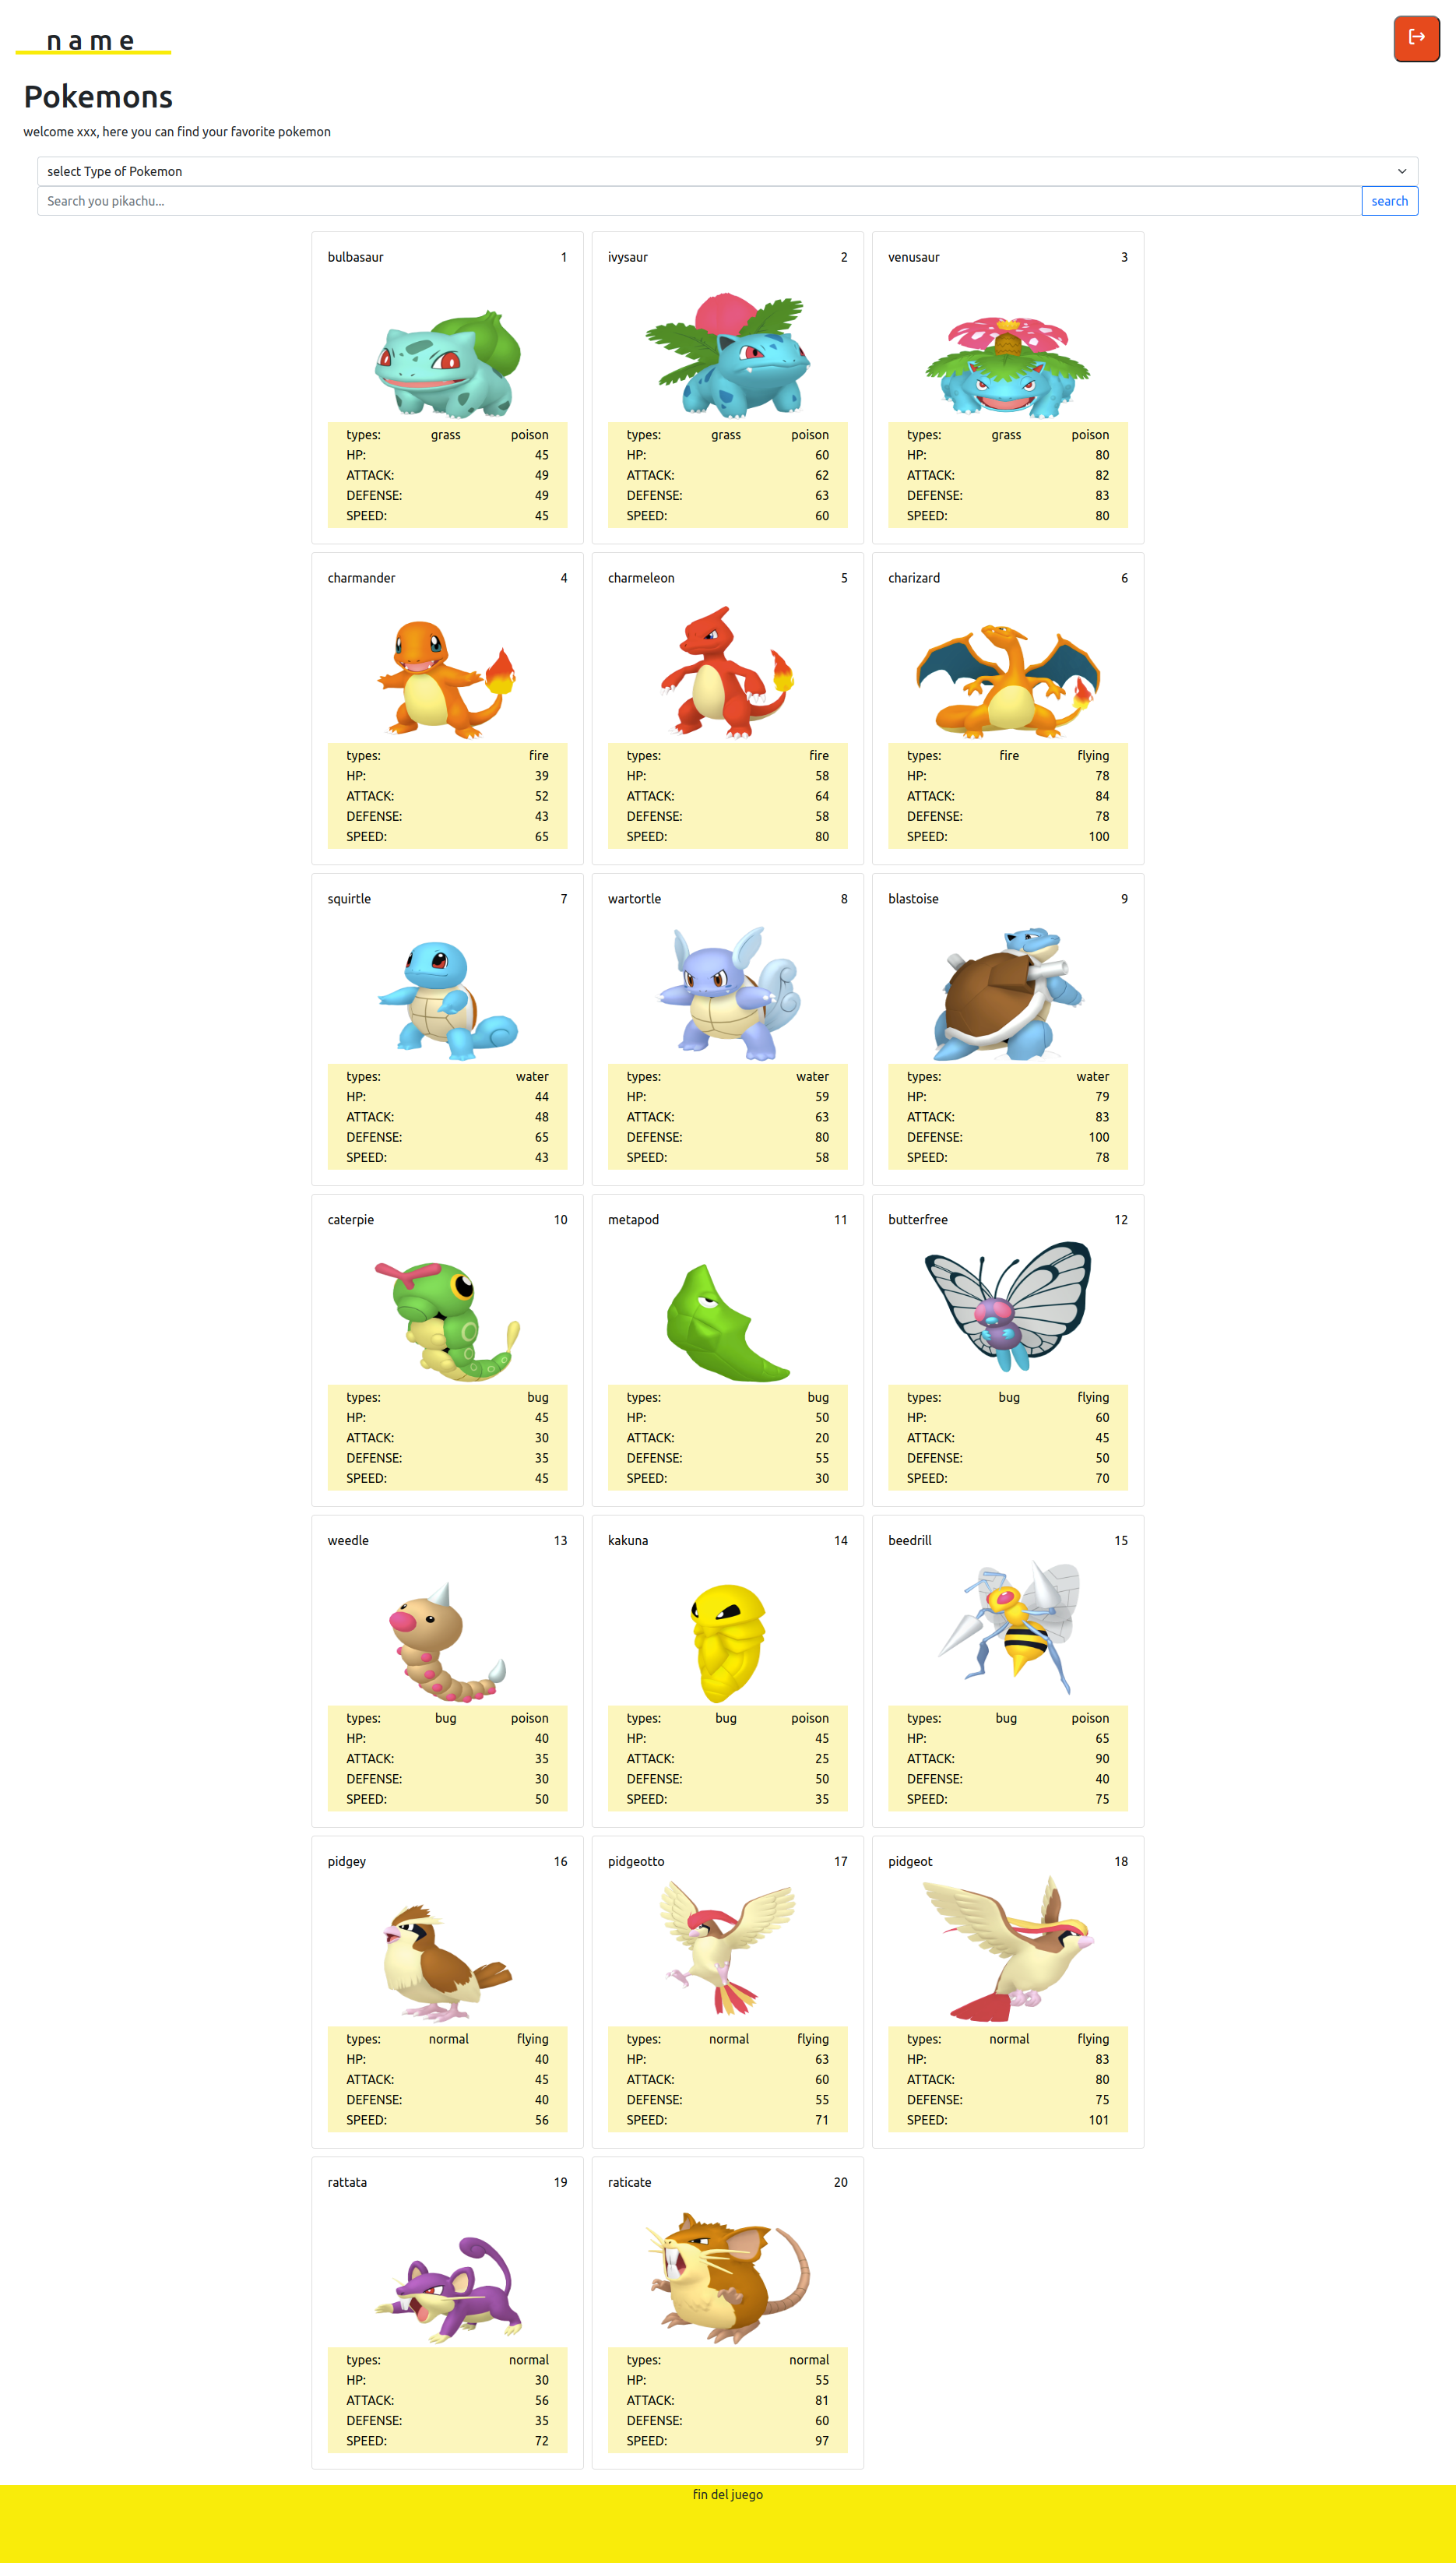 name
Pokemons
welcome xxx, here you can find your favorite pokemon
select Type of Pokemon
Search you pikachu... search
bulbasaur 1
types: grass poison
HP: 45
ATTACK: 49
DEFENSE: 49
SPEED: 45
ivysaur 2
types: grass poison
HP: 60
ATTACK: 62
DEFENSE: 63
SPEED: 60
venusaur 3
types: grass poison
HP: 80
ATTACK: 82
DEFENSE: 83
SPEED: 80
charmander 4
types: fire
HP: 39
ATTACK: 52
DEFENSE: 43
SPEED: 65
charmeleon 5
types: fire
HP: 58
ATTACK: 64
DEFENSE: 58
SPEED: 80
charizard 6
types: fire flying
HP: 78
ATTACK: 84
DEFENSE: 78
SPEED: 100
squirtle 7
types: water
HP: 44
ATTACK: 48
DEFENSE: 65
SPEED: 43
wartortle 8
types: water
HP: 59
ATTACK: 63
DEFENSE: 80
SPEED: 58
blastoise 9
types: water
HP: 79
ATTACK: 83
DEFENSE: 100
SPEED: 78
caterpie 10
types: bug
HP: 45
ATTACK: 30
DEFENSE: 35
SPEED: 45
metapod 11
types: bug
HP: 50
ATTACK: 20
DEFENSE: 55
SPEED: 30
butterfree 12
types: bug flying
HP: 60
ATTACK: 45
DEFENSE: 50
SPEED: 70
weedle 13
types: bug poison
HP: 40
ATTACK: 35
DEFENSE: 30
SPEED: 50
kakuna 14
types: bug poison
HP: 45
ATTACK: 25
DEFENSE: 50
SPEED: 35
beedrill 15
types: bug poison
HP: 65
ATTACK: 90
DEFENSE: 40
SPEED: 75
pidgey 16
types: normal flying
HP: 40
ATTACK: 45
DEFENSE: 40
SPEED: 56
pidgeotto 17
types: normal flying
HP: 63
ATTACK: 60
DEFENSE: 55
SPEED: 71
pidgeot 18
types: normal flying
HP: 83
ATTACK: 80
DEFENSE: 75
SPEED: 101
rattata 19
types: normal
HP: 30
ATTACK: 56
DEFENSE: 35
SPEED: 72
raticate 20
types: normal
HP: 55
ATTACK: 81
DEFENSE: 60
SPEED: 97
fin del juego